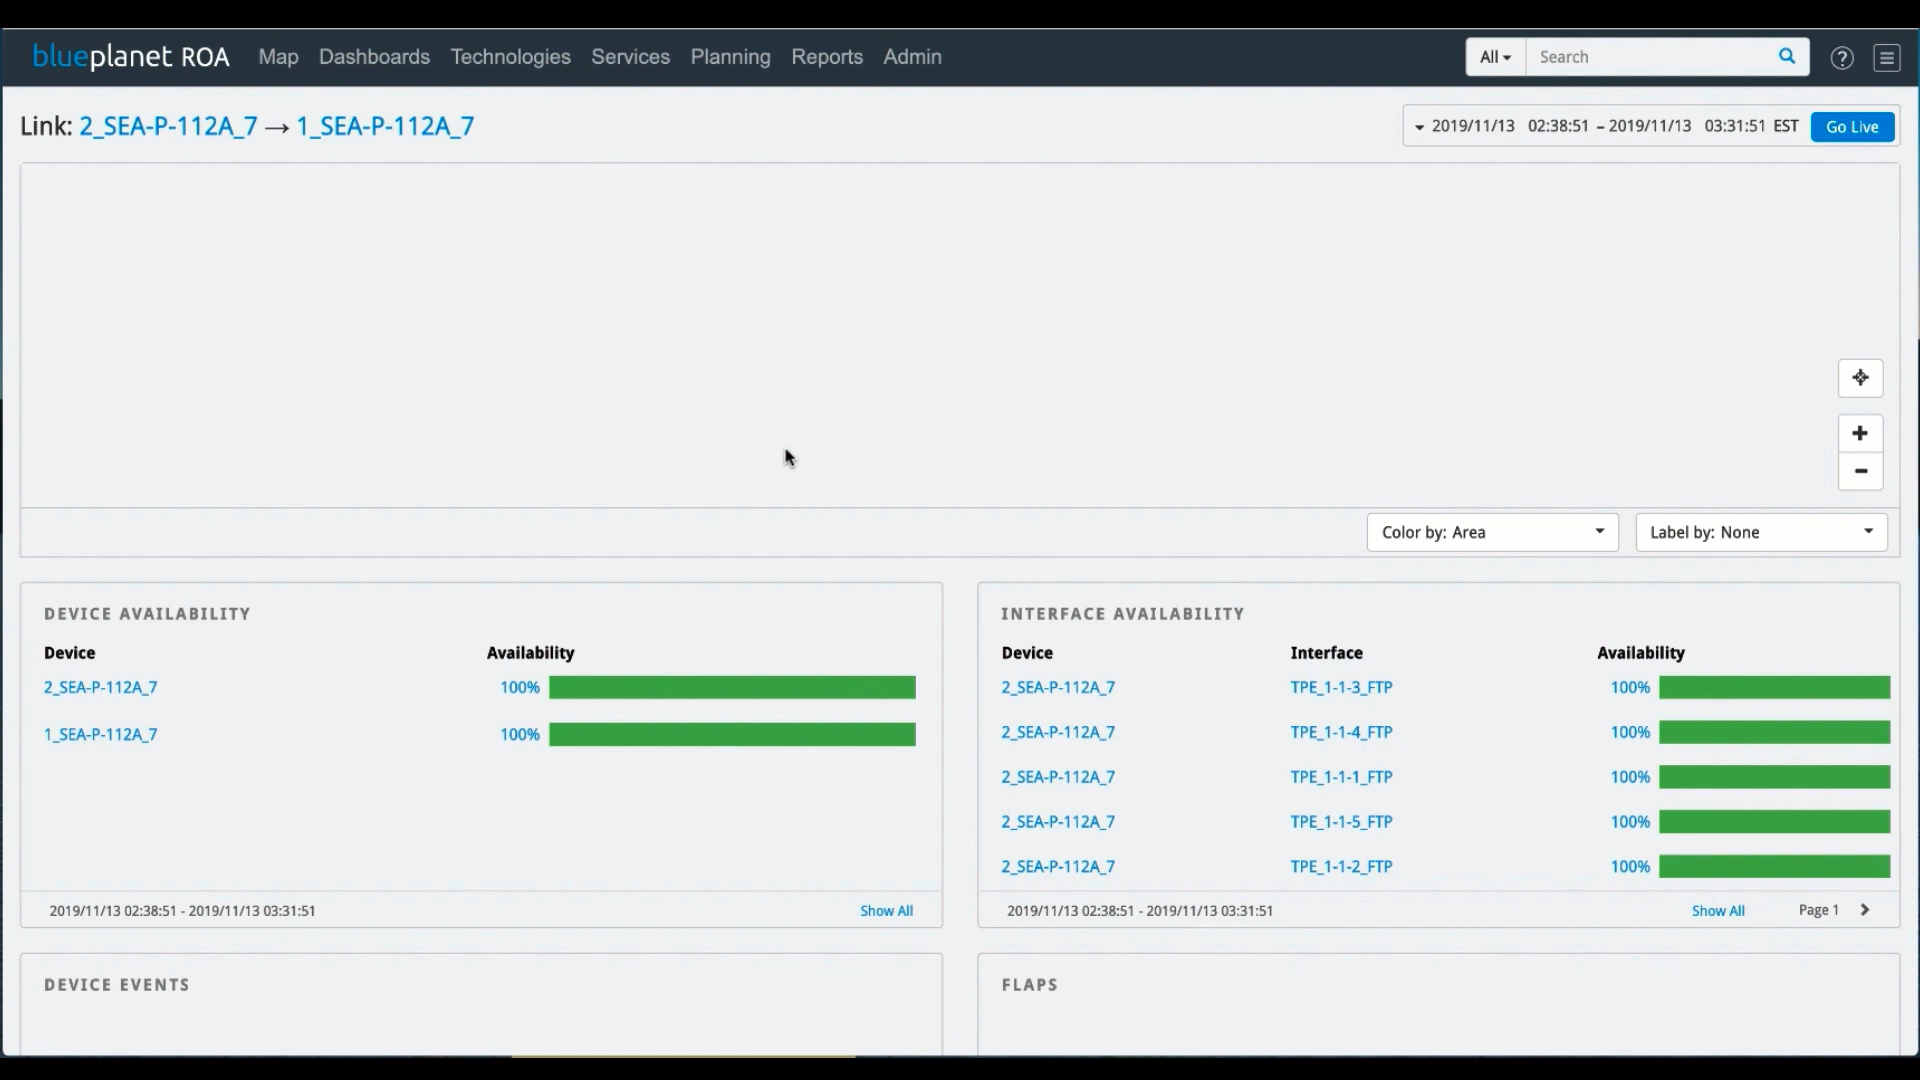 blueplanet ROA Map Dashboards Technologies Services Planning Reports Admin All Search ?
Link: 2_SEA-P-112A_7 → 1_SEA-P-112A_7 2019/11/13 02:38:51 – 2019/11/13 03:31:51 EST Go Live
Color by: Area Label by: None
DEVICE AVAILABILITY
Device Availability
2_SEA-P-112A_7 100%
1_SEA-P-112A_7 100%
2019/11/13 02:38:51 - 2019/11/13 03:31:51 Show All
INTERFACE AVAILABILITY
Device Interface Availability
2_SEA-P-112A_7 TPE_1-1-3_FTP 100%
2_SEA-P-112A_7 TPE_1-1-4_FTP 100%
2_SEA-P-112A_7 TPE_1-1-1_FTP 100%
2_SEA-P-112A_7 TPE_1-1-5_FTP 100%
2_SEA-P-112A_7 TPE_1-1-2_FTP 100%
2019/11/13 02:38:51 - 2019/11/13 03:31:51 Show All Page 1
DEVICE EVENTS
FLAPS